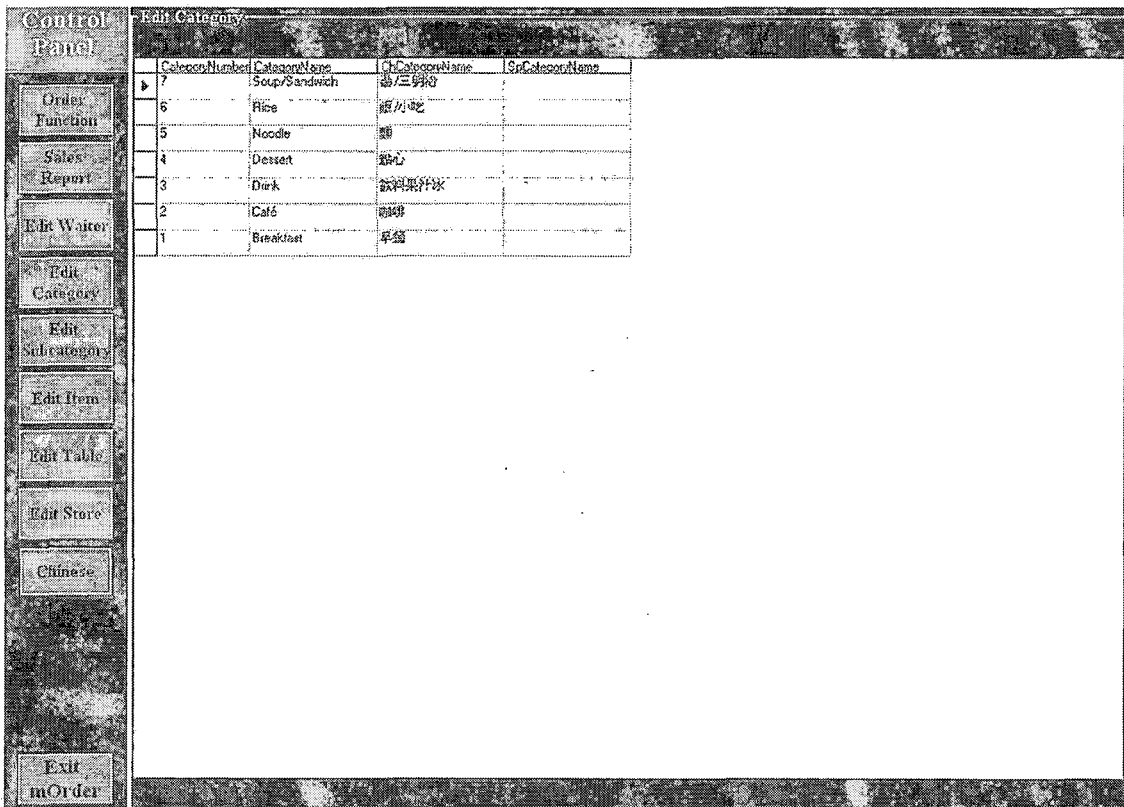 Control
Panel
Edit Category
CategoryNumber CategoryName ChCategoryName SpCategoryName
7 Soup/Sandwich 湯/三明治
6 Rice 飯/小吃
5 Noodle 麵
4 Dessert 點心
3 Drink 飲料果汁冰
2 Café 咖啡
1 Breakfast 早餐
Order
Function
Sales
Report
Edit Waiter
Edit
Category
Edit
Subcategory
Edit Item
Edit Table
Edit Store
Chinese
Exit
mOrder